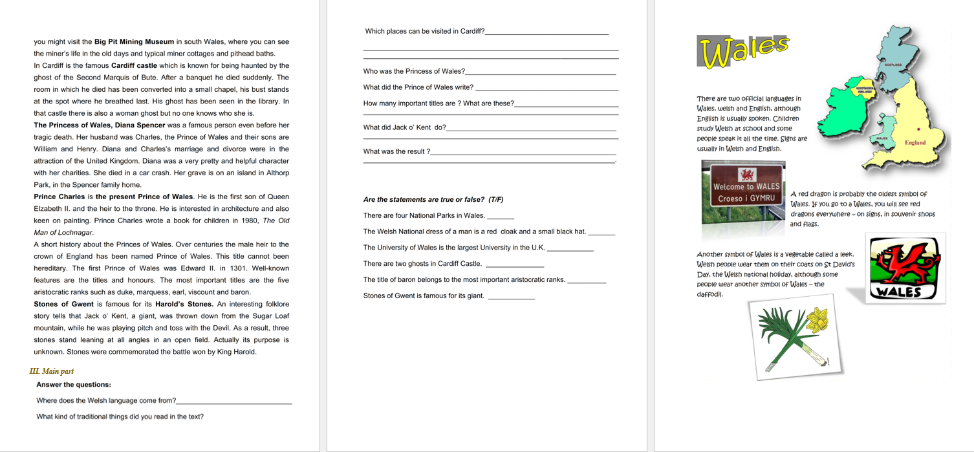 you might visit the Big Pit Mining Museum in south Wales, where you can see
the miner's life in the old days and typical miner cottages and pithead baths.
In Cardiff is the famous Cardiff castle which is known for being haunted by the
ghost of the Second Marquis of Bute. After a banquet he died suddenly. The
room in which he died has been converted into a small chapel, his bust stands
at the spot where he breathed last. His ghost has been seen in the library. In
that castle there is also a woman ghost but no one knows who she is.
The Princess of Wales, Diana Spencer was a famous person even before her
tragic death. Her husband was Charles, the Prince of Wales and their sons are
William and Henry. Diana and Charles's marriage and divorce were in the
attraction of the United Kingdom. Diana was a very pretty and helpful character
with her charities. She died in a car crash. Her grave is on an island in Althorp
Park, in the Spencer family home.
Prince Charles is the present Prince of Wales. He is the first son of Queen
Elzabeth II. and the heir to the throne. He is interested in architecture and also
keen on painting. Prince Charles wrote a book for children in 1980, The Old
Man of Lochnagar.
A short history about the Princes of Wales. Over centuries the male heir to the
crown of England has been named Prince of Wales. This title cannot be
hereditary. The first Prince of Wales was Edward II, in 1301. Well-known
features are the titles and honours. The most important titles are the five
aristocratic ranks such as duke, marquess, earl, viscount and baron.
Stones of Gwent is famous for its Harold's Stones. An interesting folklore
story tells that Jack o' Kent, a giant, was thrown down from the Sugar Loaf
mountain, while he was playing pitch and toss with the Devil. As a result, three
stones stand leaning at all angles in an open field. Actually its purpose is
unknown. Stones were commemorated the battle won by King Harold.
III. Main part
Answer the questions:
Where does the Welsh language come from?
What kind of traditional things did you read in the text?
Which places can be visited in Cardiff?
Who was the Princess of Wales?
What did the Prince of Wales write ?
How many important titles are ? What are these?
What did Jack o' Kent do?
What was the result ?
Are the statements are true or false? (T/F)
There are four National Parks in Wales.
The Welsh National dress of a man is a red cloak and a small black hat.
The University of Wales is the largest University in the U.K.
There are two ghosts in Cardiff Castle.
The title of baron belongs to the most important aristocratic ranks.
Stones of Gwent is famous for its giant.
Wales
There are two official languages in
Wales, welsh and English, although
English is usually spoken. Children
study Welsh at school and some
people speak it all the time. Signs are
usually in Welsh and English.
SCOTLAND
NORTHERN
IRELAND
WALES
England
Welcome to WALES
Croeso i GYMRU
A red dragon is probably the oldest symbol of
Wales. If you go to a Wales, you will see red
dragons everywhere – on signs, in souvenir shops
and flags.
Another symbol of Wales is a vegetable called a leek.
Welsh people wear them on their coats on St David's
Day, the Welsh national holiday, although some
people wear another symbol of Wales – the
daffodil.
WALES